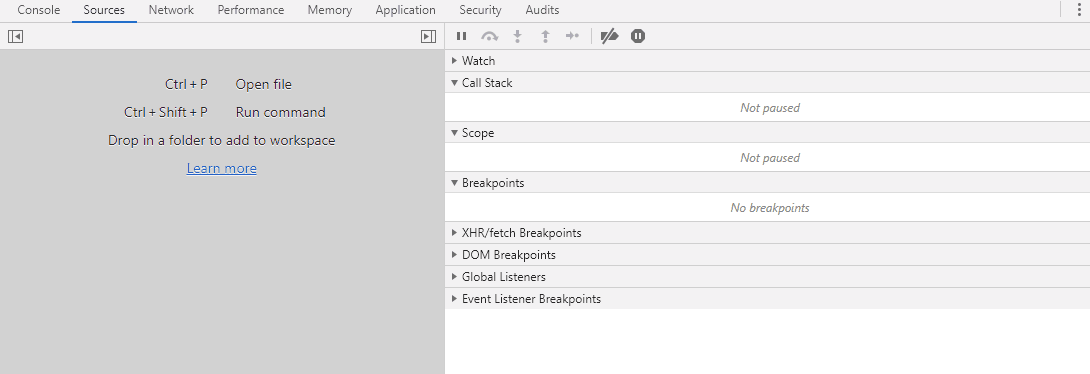 Console Sources Network Performance Memory Application Security Audits
Ctrl + P Open file
Ctrl + Shift + P Run command
Drop in a folder to add to workspace
Learn more
Watch
Call Stack
Not paused
Scope
Not paused
Breakpoints
No breakpoints
XHR/fetch Breakpoints
DOM Breakpoints
Global Listeners
Event Listener Breakpoints